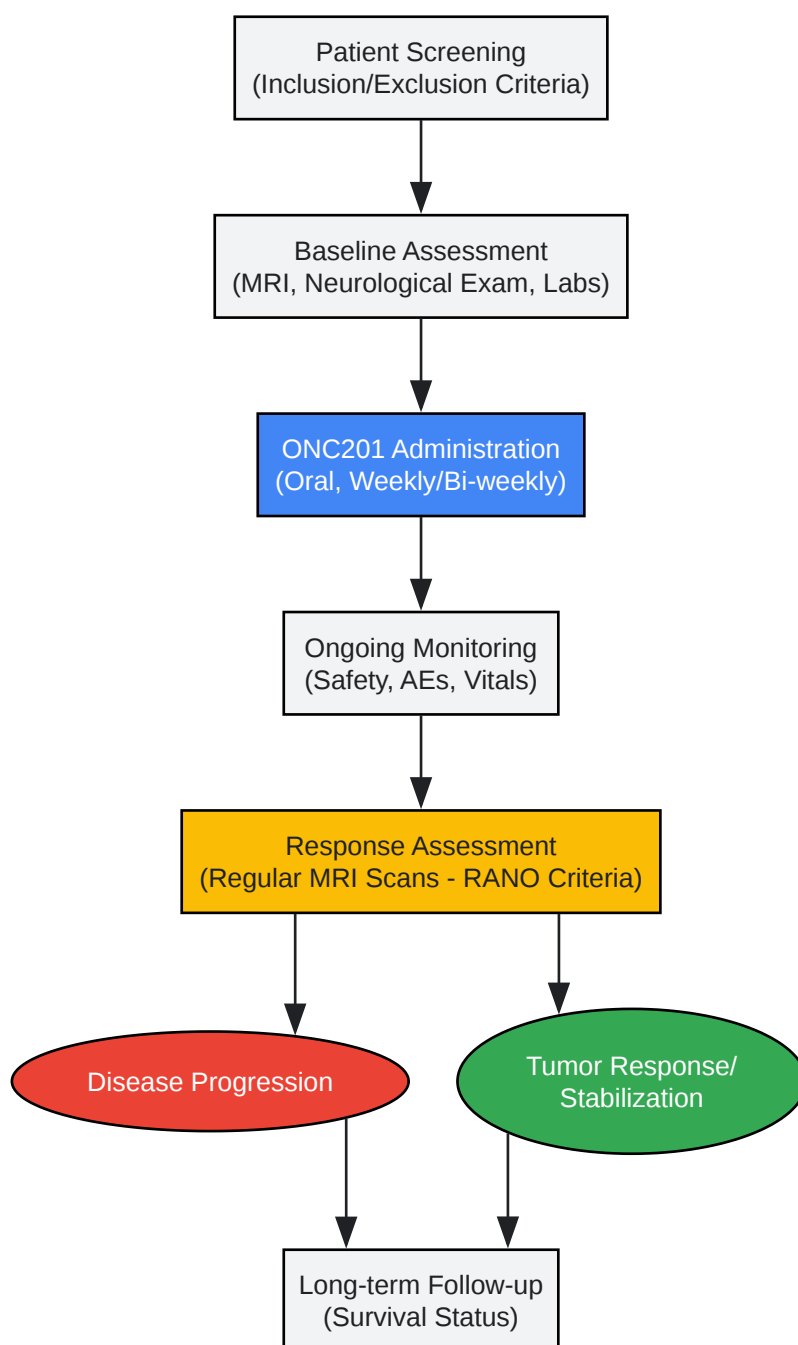 Patient Screening
(Inclusion/Exclusion Criteria)
Baseline Assessment
(MRI, Neurological Exam, Labs)
ONC201 Administration
(Oral, Weekly/Bi-weekly)
Ongoing Monitoring
(Safety, AEs, Vitals)
Response Assessment
(Regular MRI Scans - RANO Criteria)
Disease Progression
Tumor Response/
Stabilization
Long-term Follow-up
(Survival Status)